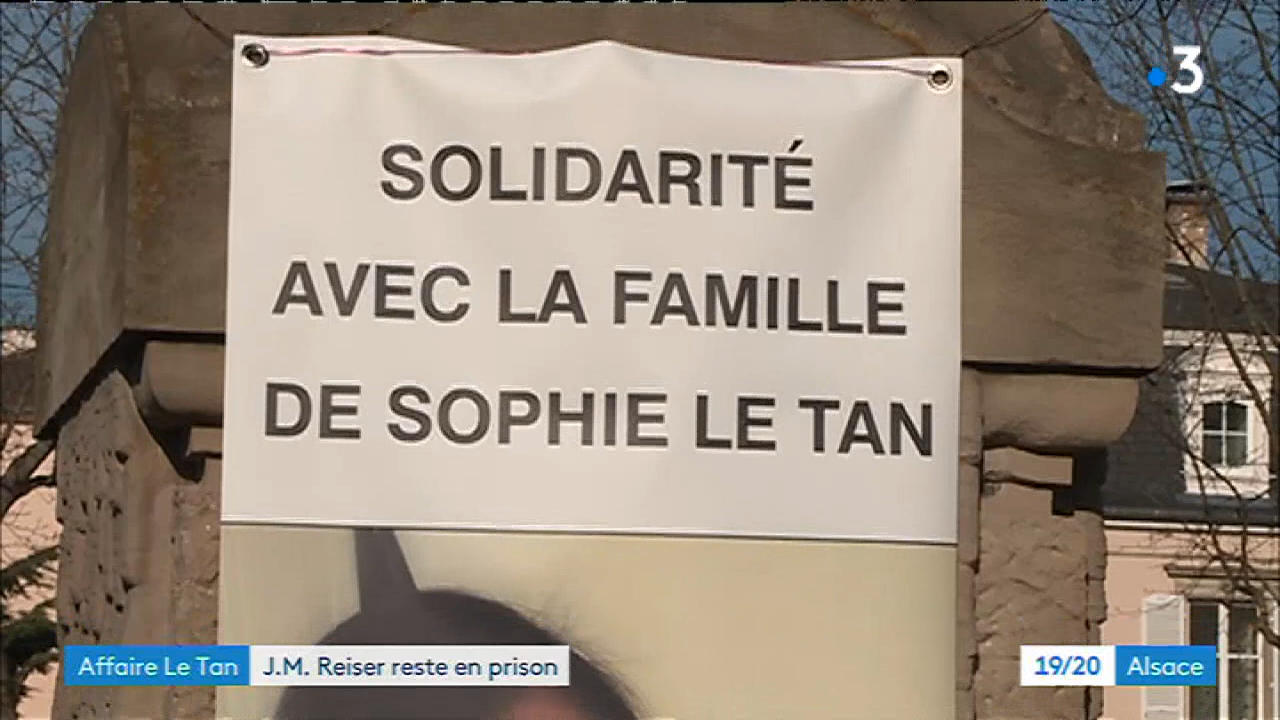 3
SOLIDARITÉ
AVEC LA FAMILLE
DE SOPHIE LE TAN
Affaire Le Tan J.M. Reiser reste en prison
19/20 Alsace